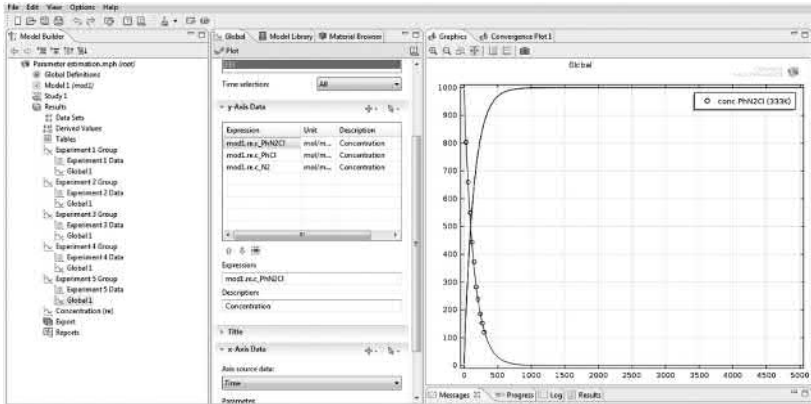 File Edit View Options Help
Model Builder
Parameter estimation.mph (root)
Global Definitions
Model 1 (mod1)
Study 1
Results
Data Sets
Derived Values
Tables
Experiment 1 Group
Experiment 1 Data
Global 1
Experiment 2 Group
Experiment 2 Data
Global 1
Experiment 3 Group
Experiment 3 Data
Global 1
Experiment 4 Group
Experiment 4 Data
Global 1
Experiment 5 Group
Experiment 5 Data
Global 1
Concentration (re)
Export
Reports
Global Model Library Material Browser
Plot
Time selection: All
y-Axis Data
Expression Unit Description
mod1.re.c_PhN2Cl mol/m... Concentration
mod1.re.c_PhCl mol/m... Concentration
mod1.re.c_N2 mol/m... Concentration
Expression:
mod1.re.c_PhN2Cl
Description:
Concentration
Title
x-Axis Data
Axis source data:
Time
Parameter
Graphics Convergence Plot 1
Global
conc PhN2Cl (333K)
1000
900
800
700
600
500
400
300
200
100
0
0 500 1000 1500 2000 2500 3000 3500 4000 4500 5000
Messages Progress Log Results